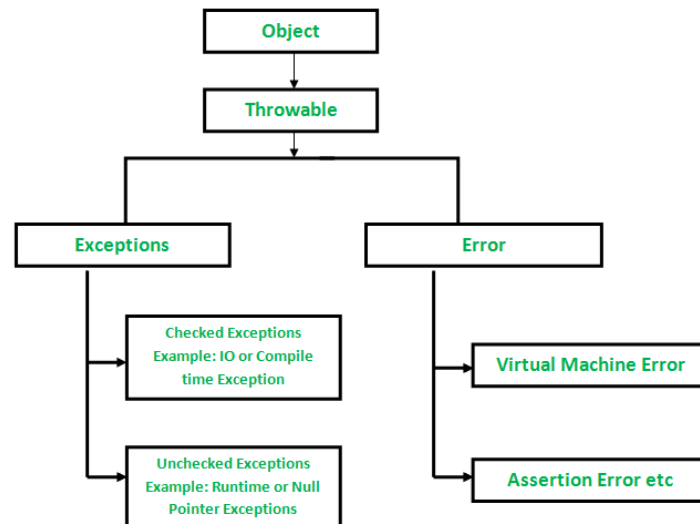 Object
Throwable
Exceptions
Error
Checked Exceptions
Example: IO or Compile
time Exception
Virtual Machine Error
Unchecked Exceptions
Example: Runtime or Null
Pointer Exceptions
Assertion Error etc